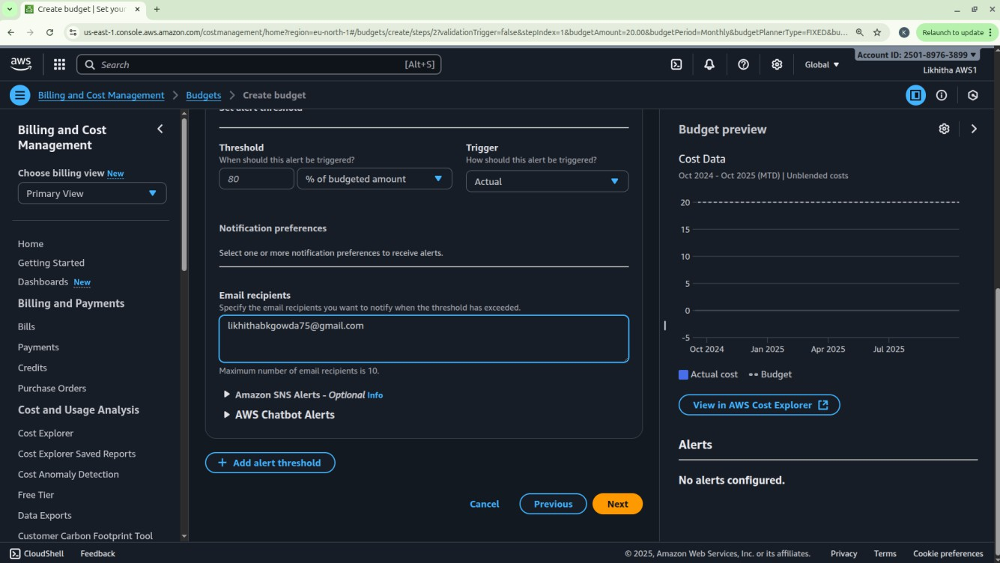 Create budget | Set your
us-east-1.console.aws.amazon.com/costmanagement/home?region=eu-north-1#/budgets/create/steps/2?validationTrigger=false&stepIndex=1&budgetAmount=20.00&budgetPeriod=Monthly&budgetPlannerType=FIXED&bu...
K
Relaunch to update
aws
Search
[Alt+S]
Global
Account ID: 2501-8976-3899
Likhitha AWS1
Billing and Cost Management
Budgets
Create budget
Billing and Cost
Management
Choose billing view New
Primary View
Home
Getting Started
Dashboards New
Billing and Payments
Bills
Payments
Credits
Purchase Orders
Cost and Usage Analysis
Cost Explorer
Cost Explorer Saved Reports
Cost Anomaly Detection
Free Tier
Data Exports
Customer Carbon Footprint Tool
Set alert threshold
Threshold
When should this alert be triggered?
80
% of budgeted amount
Trigger
How should this alert be triggered?
Actual
Notification preferences
Select one or more notification preferences to receive alerts.
Email recipients
Specify the email recipients you want to notify when the threshold has exceeded.
likhithabkgowda75@gmail.com
Maximum number of email recipients is 10.
Amazon SNS Alerts - Optional Info
AWS Chatbot Alerts
+ Add alert threshold
Cancel
Previous
Next
Budget preview
Cost Data
Oct 2024 - Oct 2025 (MTD) | Unblended costs
20
15
10
5
0
-5
Oct 2024 Jan 2025 Apr 2025 Jul 2025
Actual cost Budget
View in AWS Cost Explorer
Alerts
No alerts configured.
CloudShell Feedback
© 2025, Amazon Web Services, Inc. or its affiliates. Privacy Terms Cookie preferences